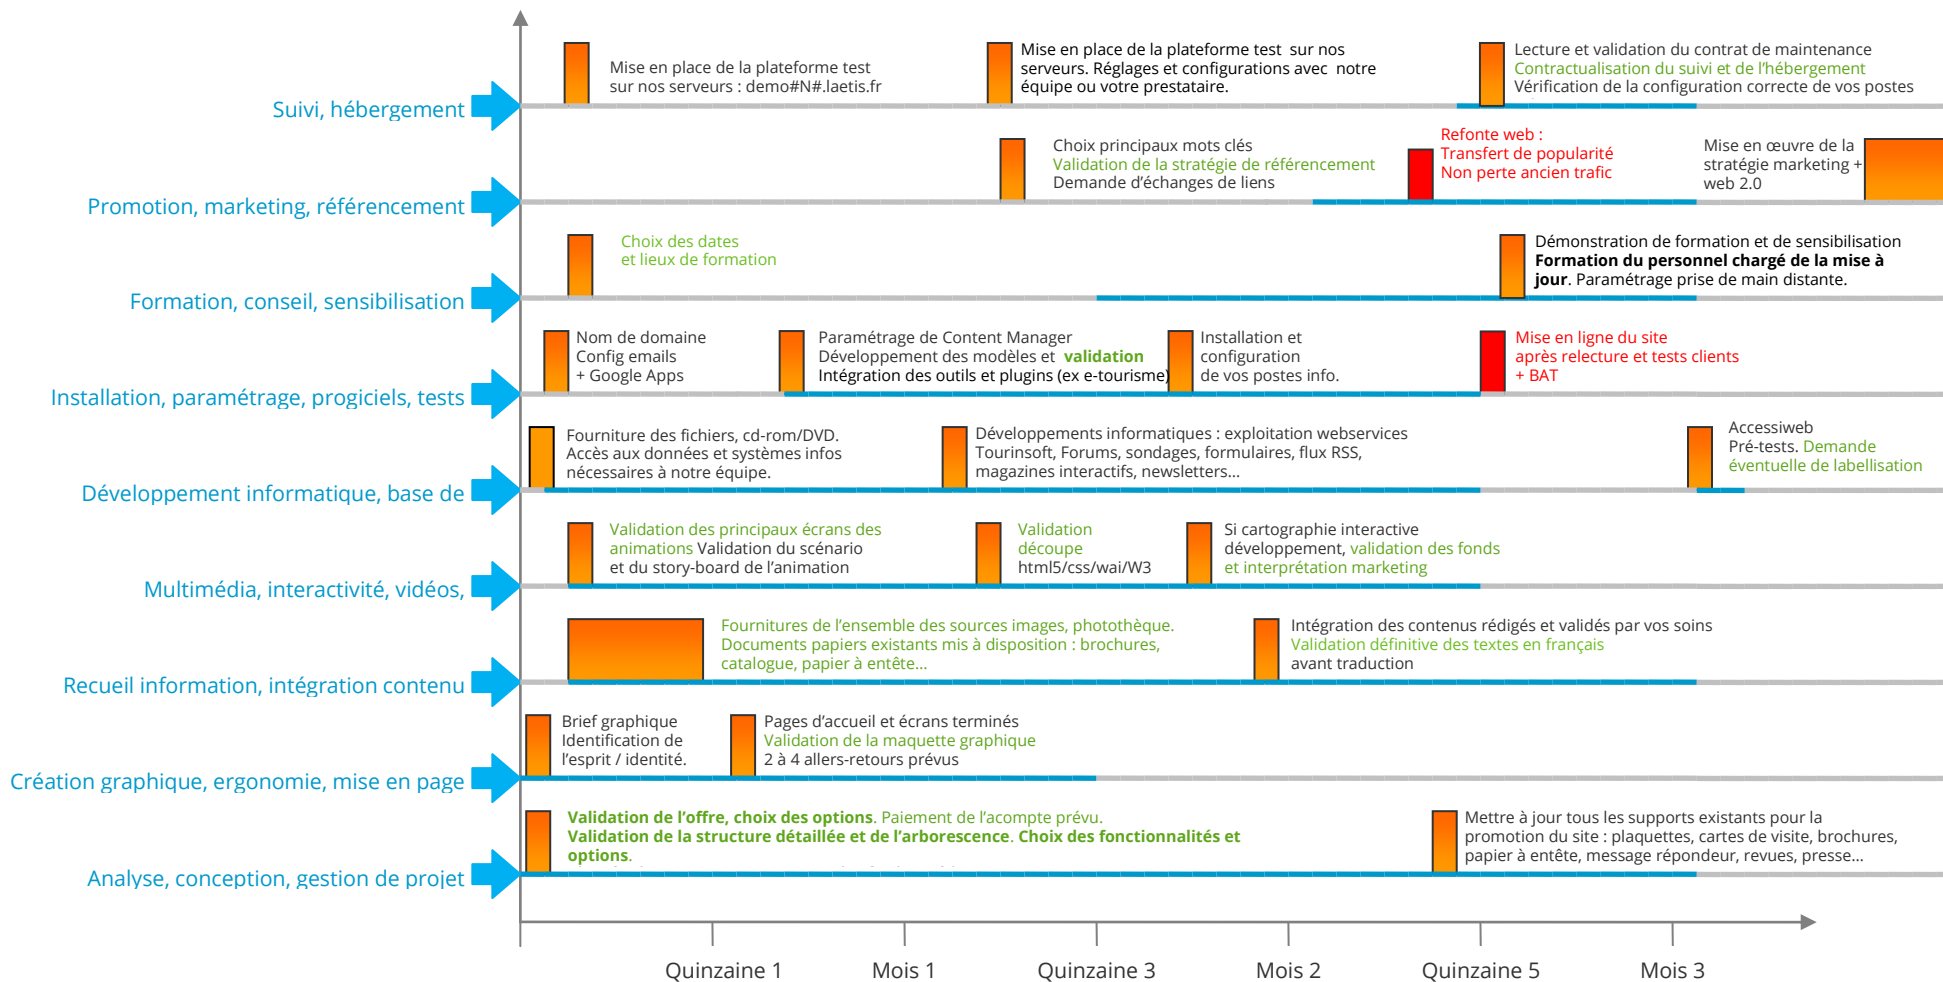 Mise en place de la plateforme test
sur nos serveurs : demo#N#.laetis.fr
Mise en place de la plateforme test sur nos
serveurs. Réglages et configurations avec notre
équipe ou votre prestataire.
Lecture et validation du contrat de maintenance
Contractualisation du suivi et de l'hébergement
Vérification de la configuration correcte de vos postes
Suivi, hébergement
Choix principaux mots clés
Validation de la stratégie de référencement
Demande d'échanges de liens
Refonte web :
Transfert de popularité
Non perte ancien trafic
Mise en œuvre de la
stratégie marketing +
web 2.0
Promotion, marketing, référencement
Choix des dates
et lieux de formation
Démonstration de formation et de sensibilisation
Formation du personnel chargé de la mise à
jour. Paramétrage prise de main distante.
Formation, conseil, sensibilisation
Nom de domaine
Config emails
+ Google Apps
Paramétrage de Content Manager
Développement des modèles et validation
Intégration des outils et plugins (ex e-tourisme)
Installation et
configuration
de vos postes info.
Mise en ligne du site
après relecture et tests clients
+ BAT
Installation, paramétrage, progiciels, tests
Fourniture des fichiers, cd-rom/DVD.
Accès aux données et systèmes infos
nécessaires à notre équipe.
Développements informatiques : exploitation webservices
Tourinsoft, Forums, sondages, formulaires, flux RSS,
magazines interactifs, newsletters...
Accessiweb
Pré-tests. Demande
éventuelle de labellisation
Développement informatique, base de
Validation des principaux écrans des
animations Validation du scénario
et du story-board de l'animation
Validation
découpe
html5/css/wai/W3
Si cartographie interactive
développement, validation des fonds
et interprétation marketing
Multimédia, interactivité, vidéos,
Fournitures de l'ensemble des sources images, photothèque.
Documents papiers existants mis à disposition : brochures,
catalogue, papier à entête...
Intégration des contenus rédigés et validés par vos soins
Validation définitive des textes en français
avant traduction
Recueil information, intégration contenu
Brief graphique
Identification de
l'esprit / identité.
Pages d'accueil et écrans terminés
Validation de la maquette graphique
2 à 4 allers-retours prévus
Création graphique, ergonomie, mise en page
Validation de l'offre, choix des options. Paiement de l'acompte prévu.
Validation de la structure détaillée et de l'arborescence. Choix des fonctionnalités et
options.
Mettre à jour tous les supports existants pour la
promotion du site : plaquettes, cartes de visite, brochures,
papier à entête, message répondeur, revues, presse...
Analyse, conception, gestion de projet
Quinzaine 1
Mois 1
Quinzaine 3
Mois 2
Quinzaine 5
Mois 3